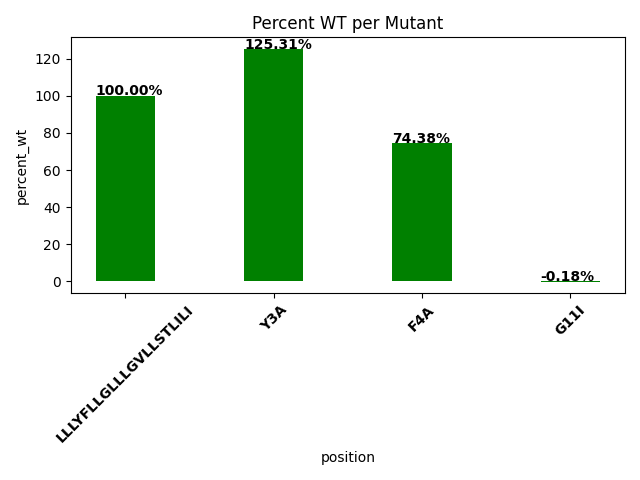 Percent WT per Mutant
percent_wt
120
100
80
60
40
20
0
100.00%
125.31%
74.38%
-0.18%
LLLYFLLGLLLGVLLSTLILI
Y3A
F4A
G11I
position